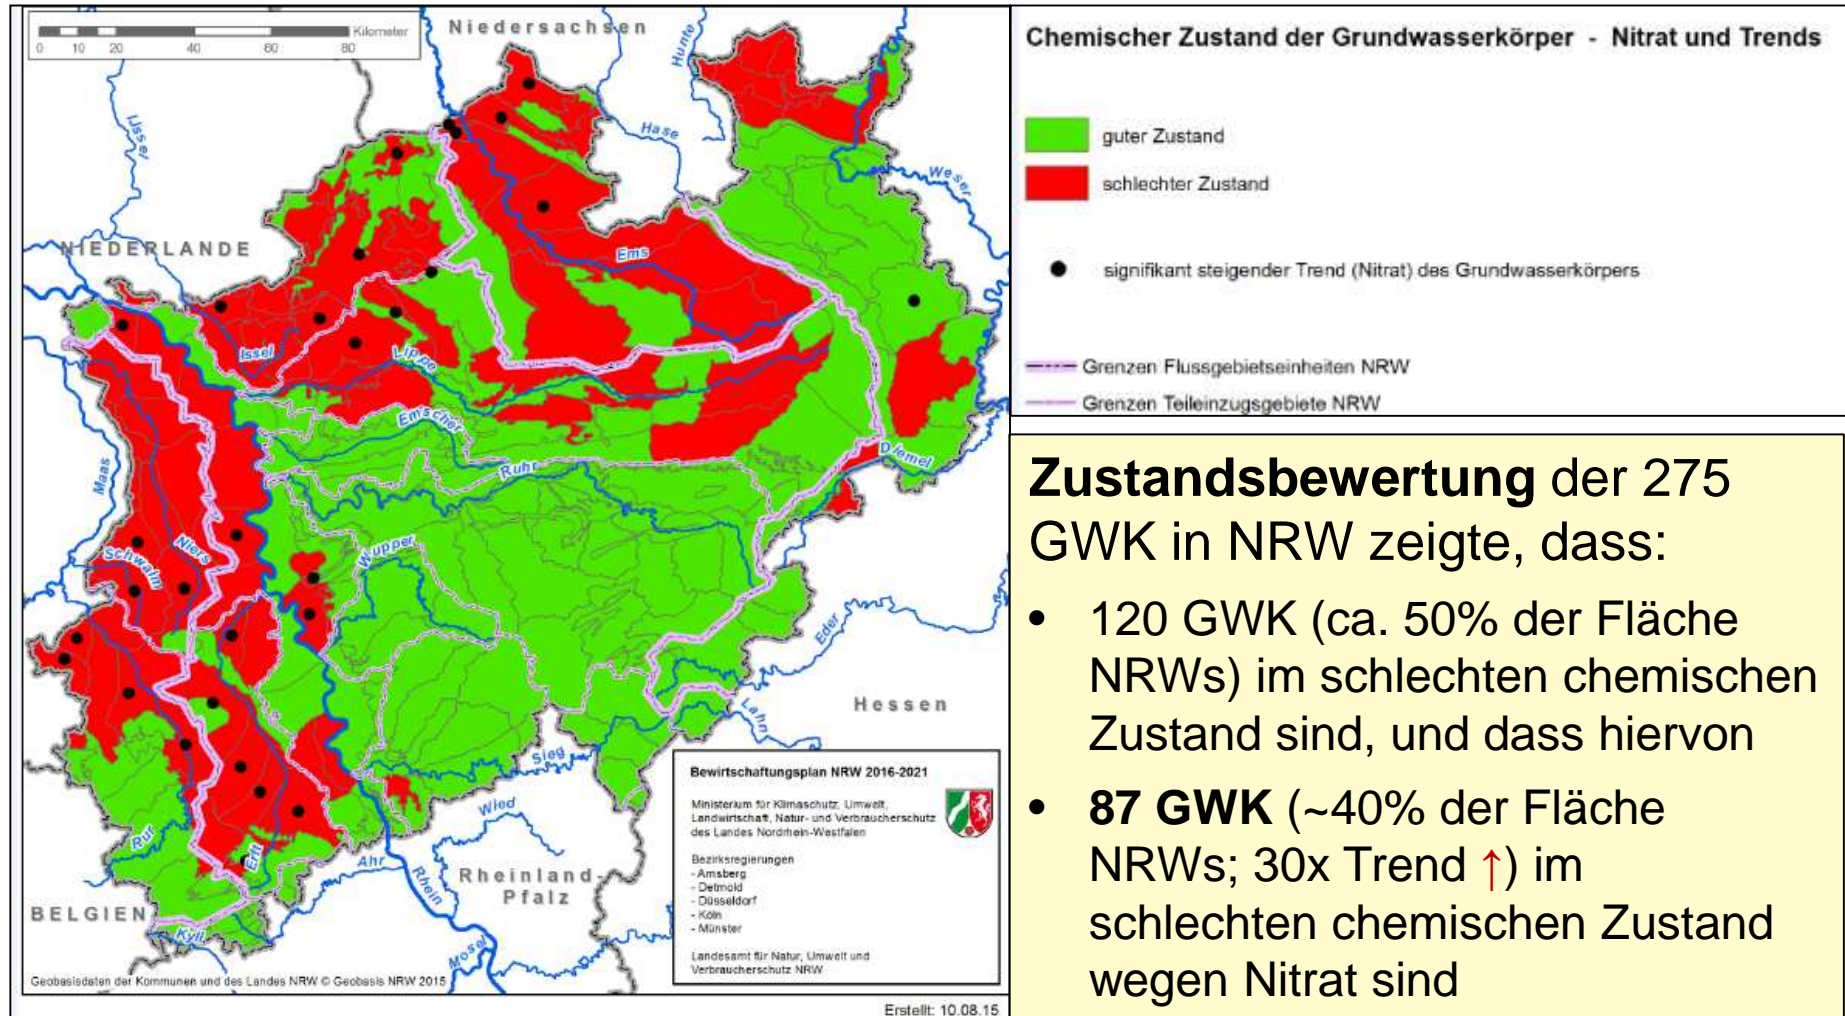 Kilometer
0 10 20 40 60 80
Niedersachsen
Hunte
IJssel
Hase
Weser
NIEDERLANDE
Ems
Issel
Lippe
Emscher
Ruhr
Diemel
Maas
Schwalm
Niers
Wupper
Eder
Hessen
Lahn
Sieg
Wied
Rur
Erft
Ahr
Rhein
Rheinland-
Pfalz
BELGIEN
Kyll
Mosel
Bewirtschaftungsplan NRW 2016-2021
Ministerium für Klimaschutz, Umwelt,
Landwirtschaft, Natur- und Verbraucherschutz
des Landes Nordrhein-Westfalen
Bezirksregierungen
- Arnsberg
- Detmold
- Düsseldorf
- Köln
- Münster
Landesamt für Natur, Umwelt und
Verbraucherschutz NRW
Geobasisdaten der Kommunen und des Landes NRW © Geobasis NRW 2015
Erstellt: 10.08.15
Chemischer Zustand der Grundwasserkörper - Nitrat und Trends
guter Zustand
schlechter Zustand
signifikant steigender Trend (Nitrat) des Grundwasserkörpers
Grenzen Flussgebietseinheiten NRW
Grenzen Teileinzugsgebiete NRW
Zustandsbewertung der 275
GWK in NRW zeigte, dass:
• 120 GWK (ca. 50% der Fläche
NRWs) im schlechten chemischen
Zustand sind, und dass hiervon
• 87 GWK (~40% der Fläche
NRWs; 30x Trend ↑) im
schlechten chemischen Zustand
wegen Nitrat sind